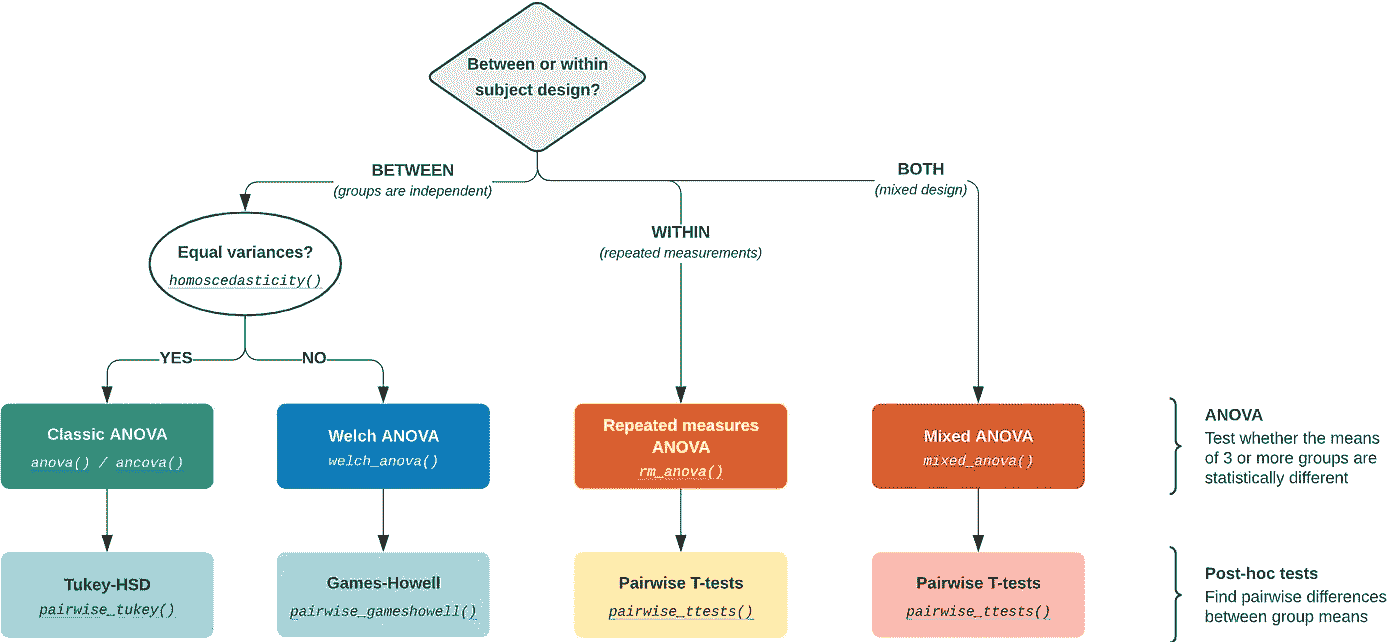 Between or within
subject design?
BETWEEN
(groups are independent)
BOTH
(mixed design)
WITHIN
(repeated measurements)
Equal variances?
homoscedasticity()
YES
NO
Classic ANOVA
anova() / ancova()
Welch ANOVA
welch_anova()
Repeated measures
ANOVA
rm_anova()
Mixed ANOVA
mixed_anova()
ANOVA
Test whether the means
of 3 or more groups are
statistically different
Tukey-HSD
pairwise_tukey()
Games-Howell
pairwise_gameshowell()
Pairwise T-tests
pairwise_ttests()
Pairwise T-tests
pairwise_ttests()
Post-hoc tests
Find pairwise differences
between group means